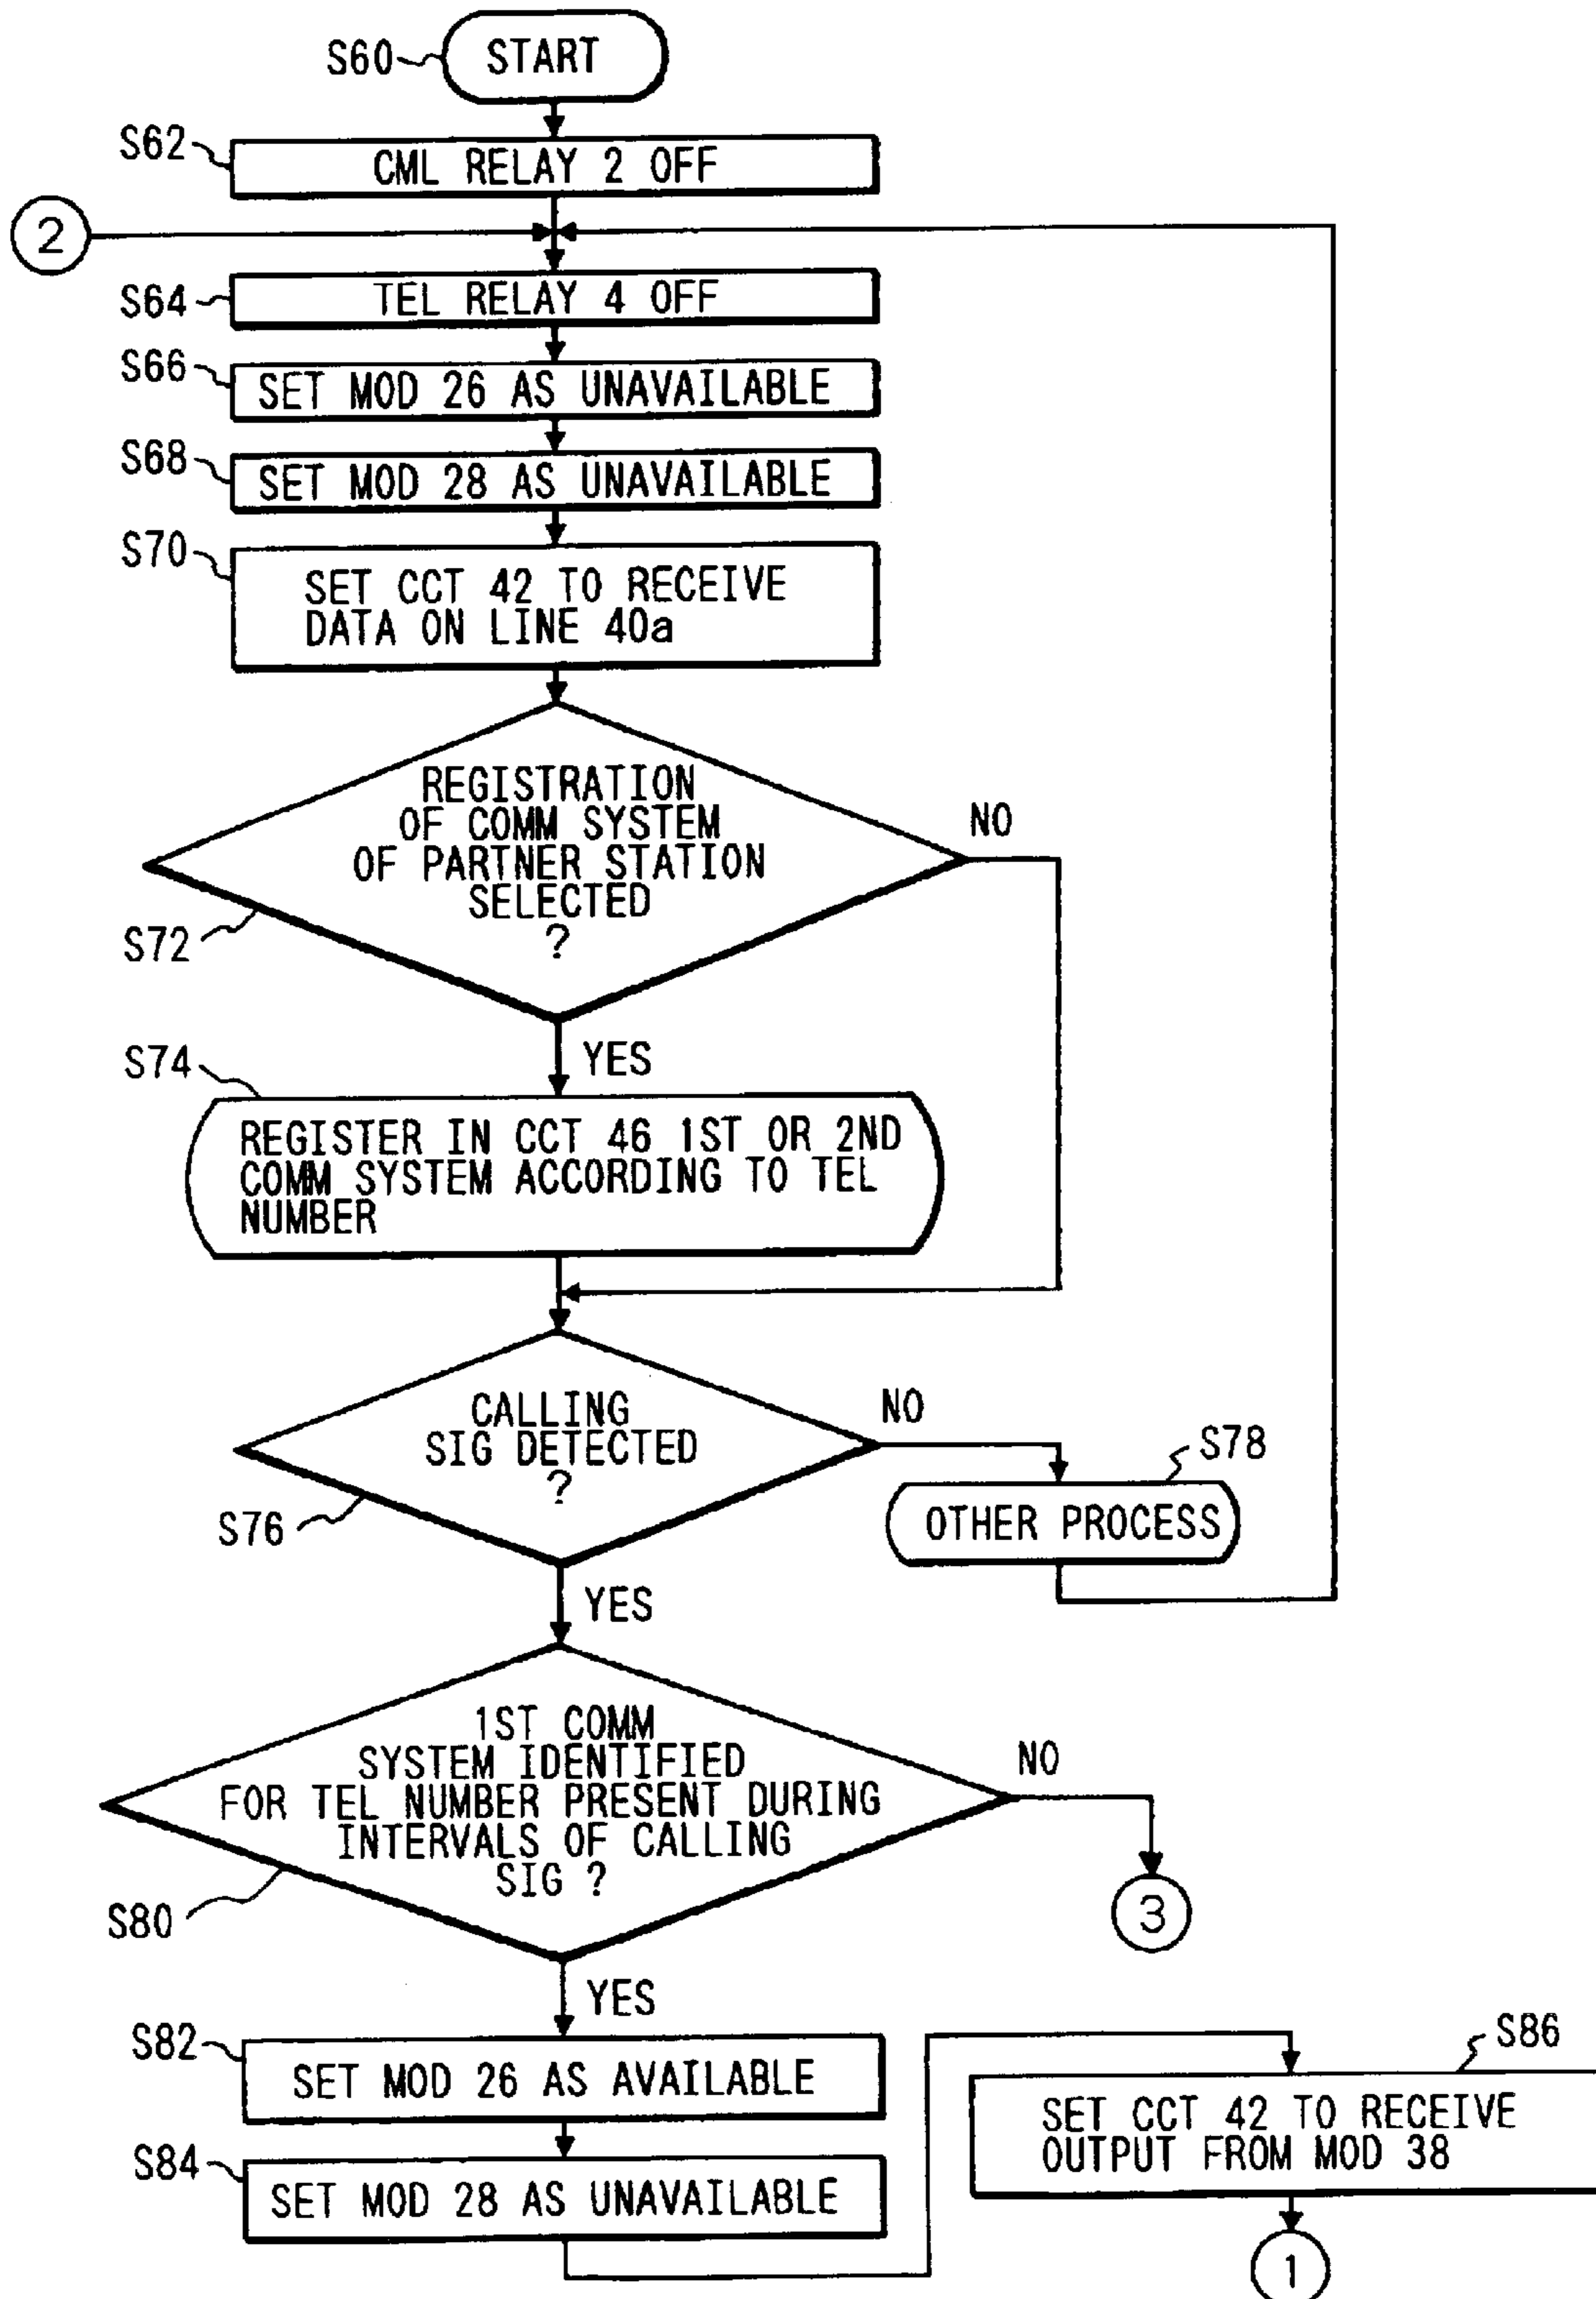 S60
START
S62
CML RELAY 2 OFF
2
S64
TEL RELAY 4 OFF
S66
SET MOD 26 AS UNAVAILABLE
S68
SET MOD 28 AS UNAVAILABLE
S70
SET CCT 42 TO RECEIVE
DATA ON LINE 40a
REGISTRATION
OF COMM SYSTEM
OF PARTNER STATION
SELECTED
?
NO
S72
YES
S74
REGISTER IN CCT 46 1ST OR 2ND
COMM SYSTEM ACCORDING TO TEL
NUMBER
CALLING
SIG DETECTED
?
NO
S76
S78
OTHER PROCESS
YES
1ST COMM
SYSTEM IDENTIFIED
FOR TEL NUMBER PRESENT DURING
INTERVALS OF CALLING
SIG ?
NO
S80
3
YES
S82
SET MOD 26 AS AVAILABLE
S84
SET MOD 28 AS UNAVAILABLE
S86
SET CCT 42 TO RECEIVE
OUTPUT FROM MOD 38
1